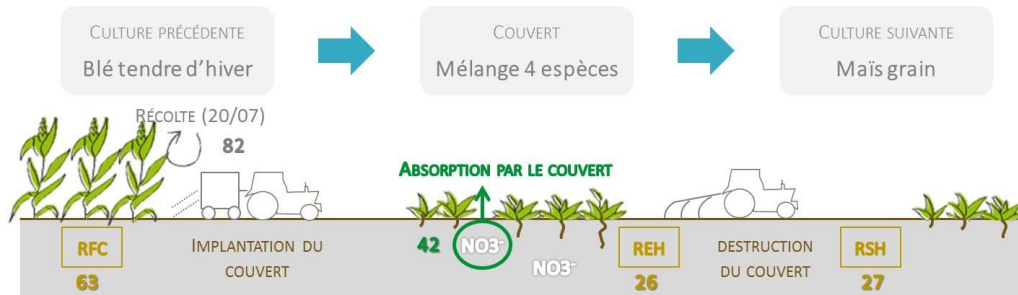 CULTURE PRÉCÉDENTE
Blé tendre d'hiver
COUVERT
Mélange 4 espèces
CULTURE SUIVANTE
Maïs grain
RÉCOLTE (20/07)
82
ABSORPTION PAR LE COUVERT
RFC
63
IMPLANTATION DU
COUVERT
42
NO3-
NO3-
REH
26
DESTRUCTION
DU COUVERT
RSH
27